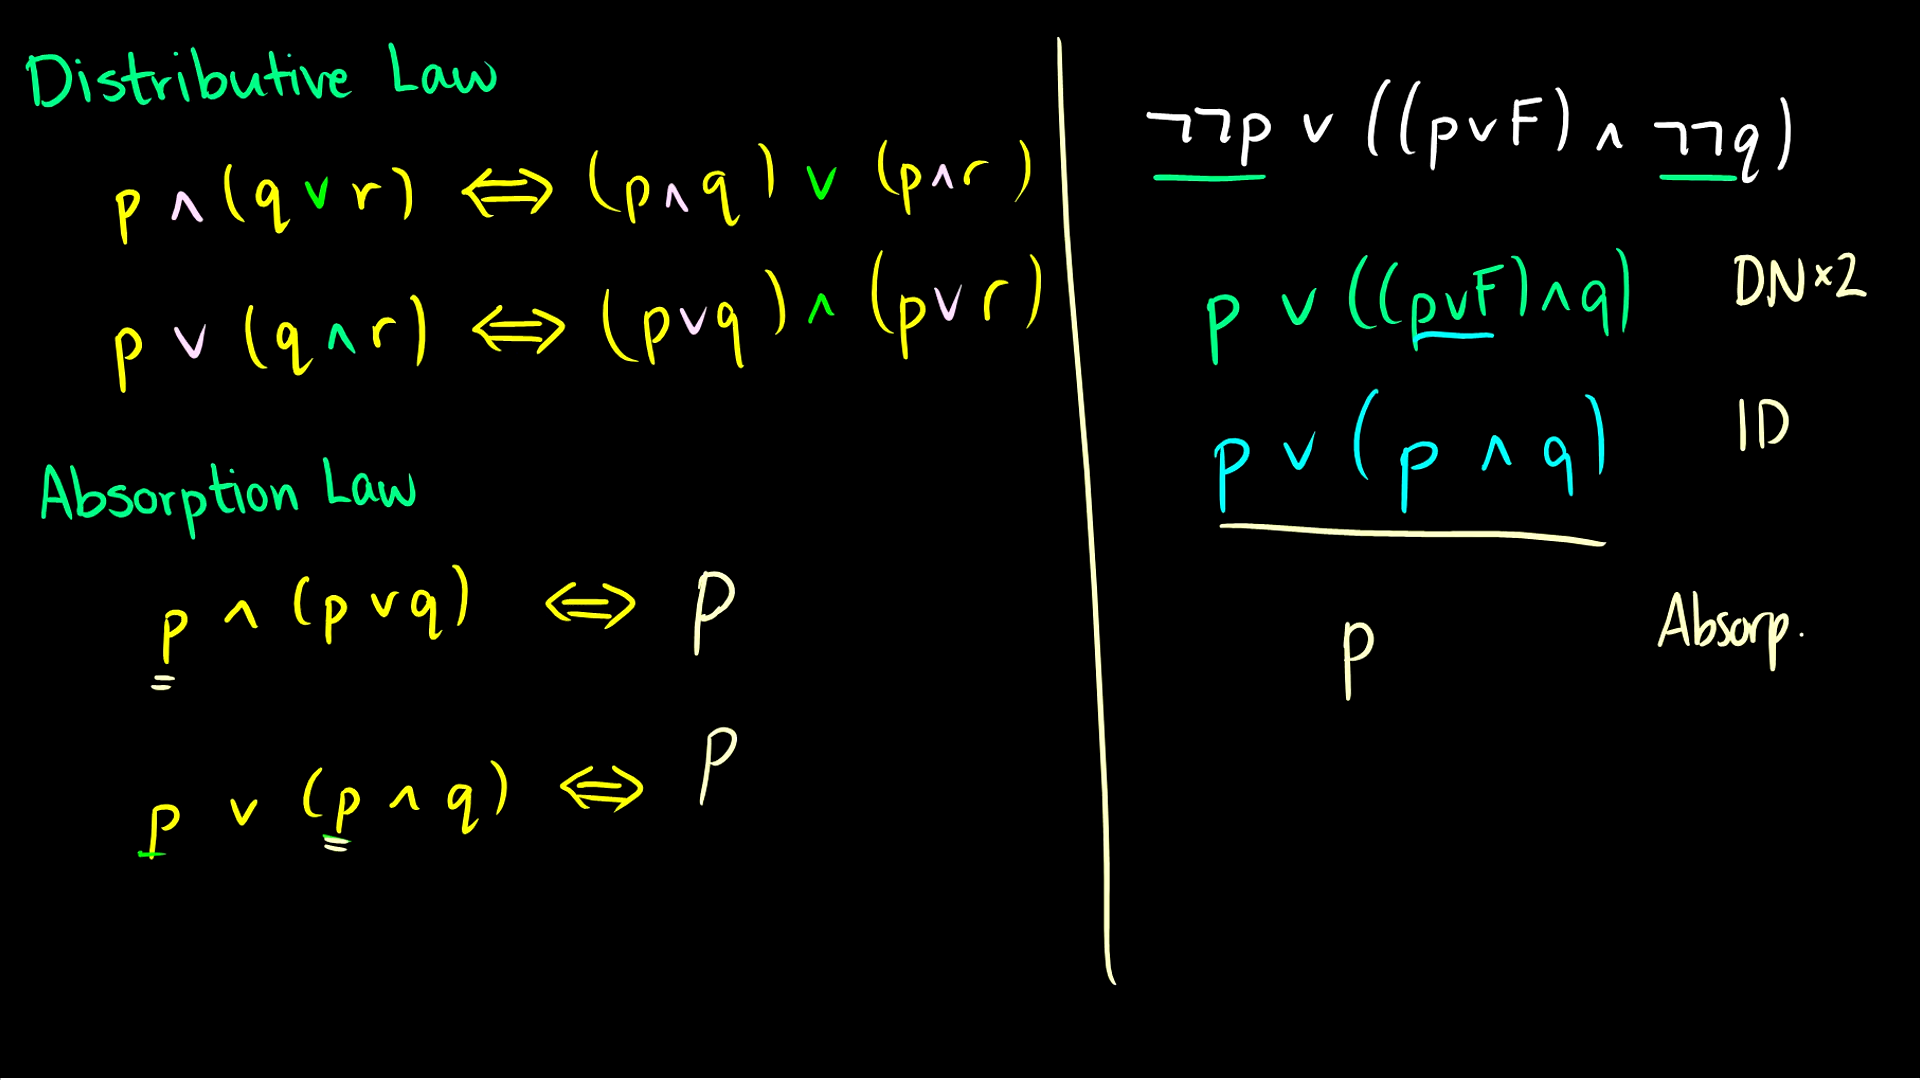 Distributive Law
p ∧ (q ∨ r) ⟺ (p ∧ q) ∨ (p ∧ r)
p ∨ (q ∧ r) ⟺ (p ∨ q) ∧ (p ∨ r)
Absorption Law
p ∧ (p ∨ q) ⟺ P
p ∨ (p ∧ q) ⟺ P
¬¬p ∨ ((p ∨ F) ∧ ¬¬q)
p ∨ ((p ∨ F) ∧ q) DN×2
p ∨ (p ∧ q) ID
p Absorp.